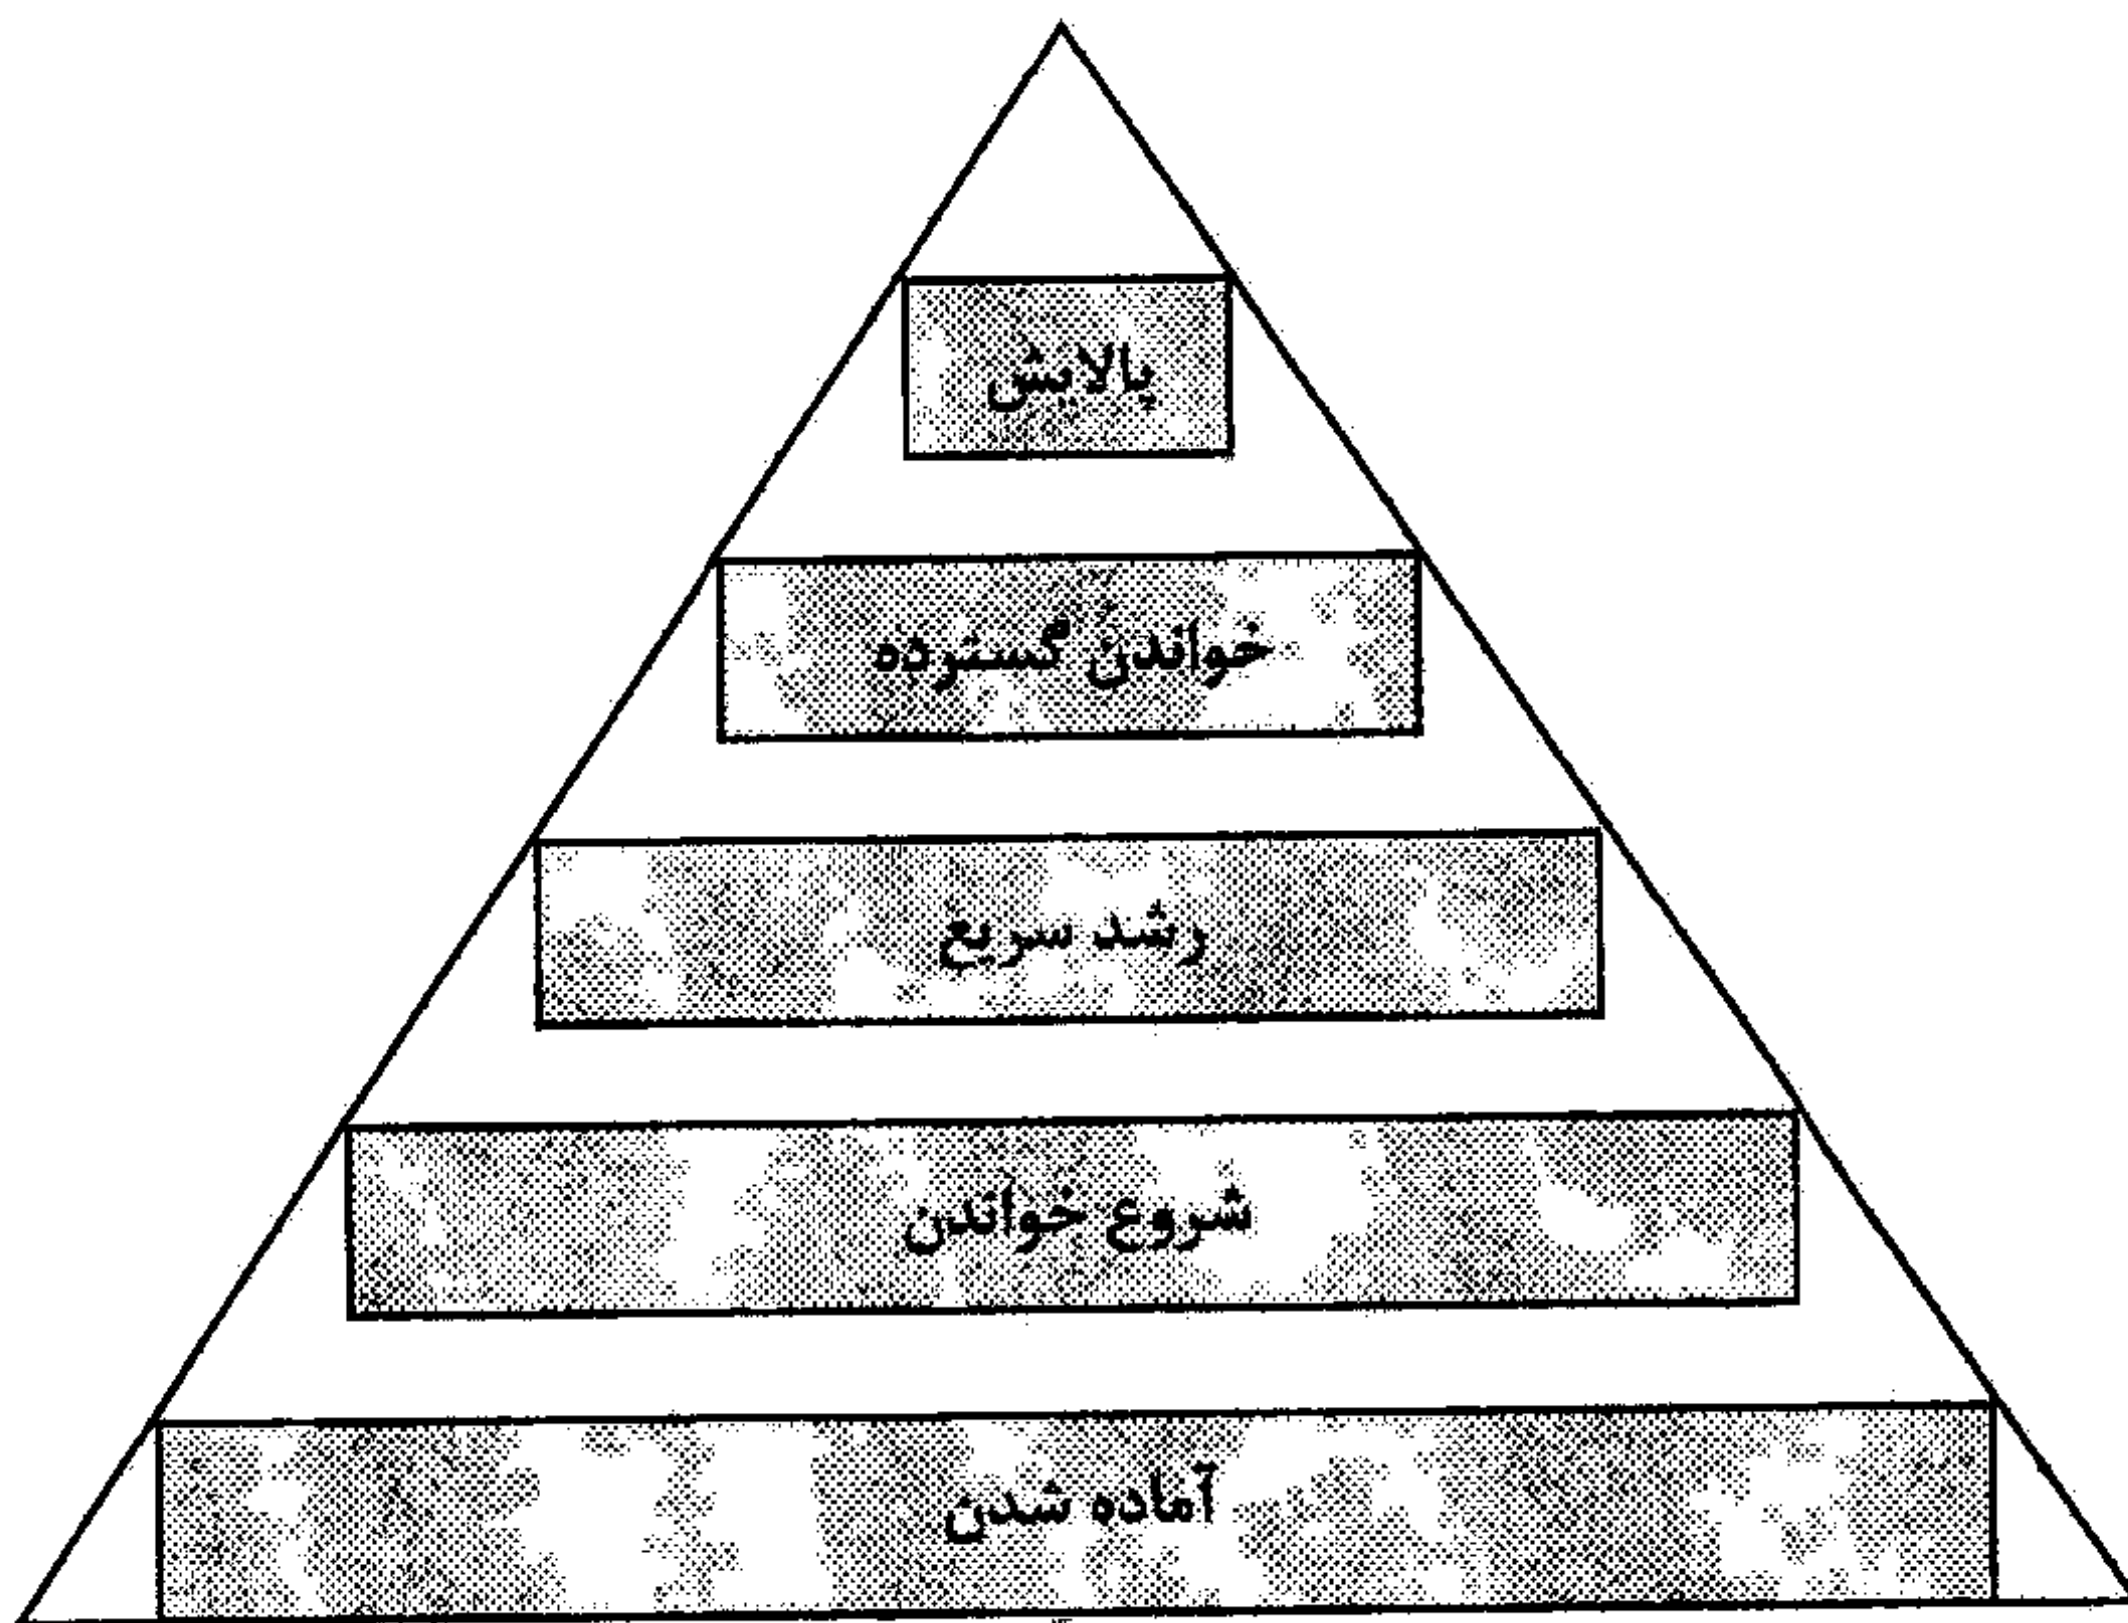 پالایش
خواندن گسترده
رشد سریع
شروع خواندن
آماده شدن